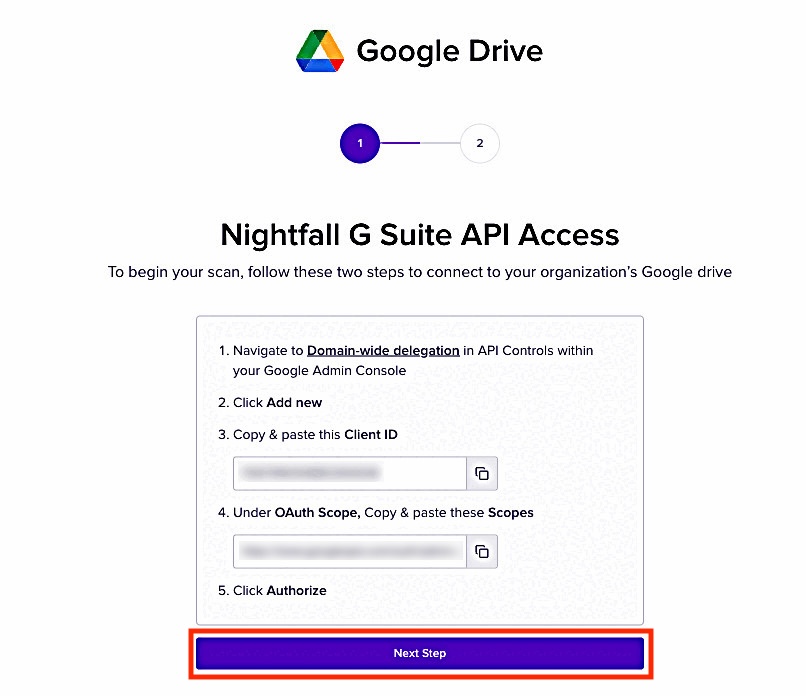 Google Drive
1 2
Nightfall G Suite API Access
To begin your scan, follow these two steps to connect to your organization's Google drive
1. Navigate to Domain-wide delegation in API Controls within
your Google Admin Console
2. Click Add new
3. Copy & paste this Client ID
4. Under OAuth Scope, Copy & paste these Scopes
5. Click Authorize
Next Step